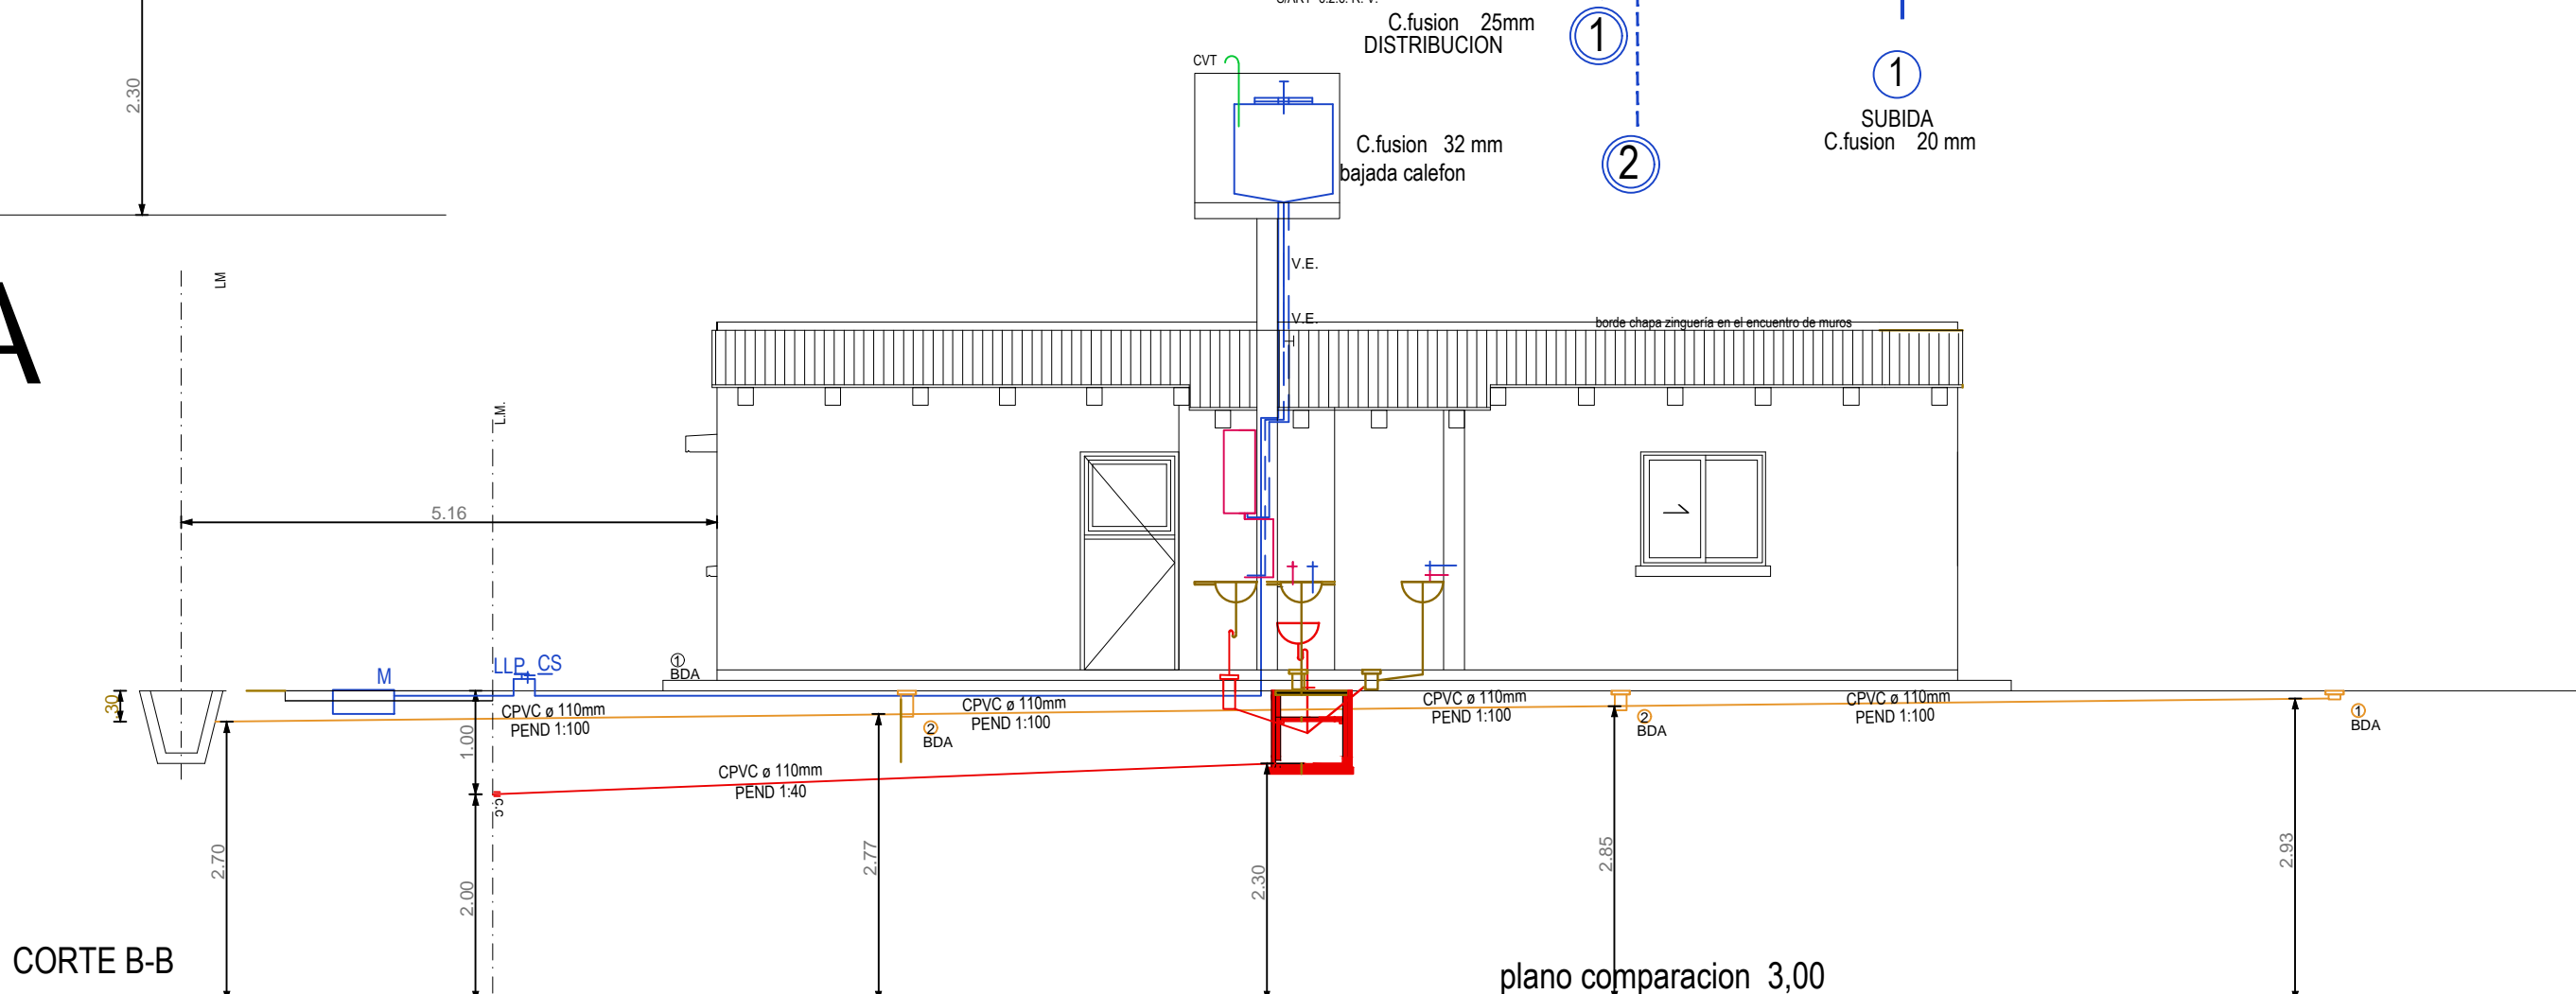 C.fusion 25mm
DISTRIBUCION
1
1
2.30
CVT
SUBIDA
C.fusion 20 mm
C.fusion 32 mm
bajada calefon
2
LM
A
V.E.
V.E.
borde chapa zingueria en el encuentro de muros
L.M.
5.16
1
BDA
M
LLP
CS
.30
CPVC ø 110mm
PEND 1:100
CPVC ø 110mm
PEND 1:100
CPVC ø 110mm
PEND 1:100
CPVC ø 110mm
PEND 1:100
2
BDA
2
BDA
1
BDA
1.00
CPVC ø 110mm
PEND 1:40
c.c
2.70
2.00
2.77
2.30
2.85
2.93
CORTE B-B
plano comparacion 3,00